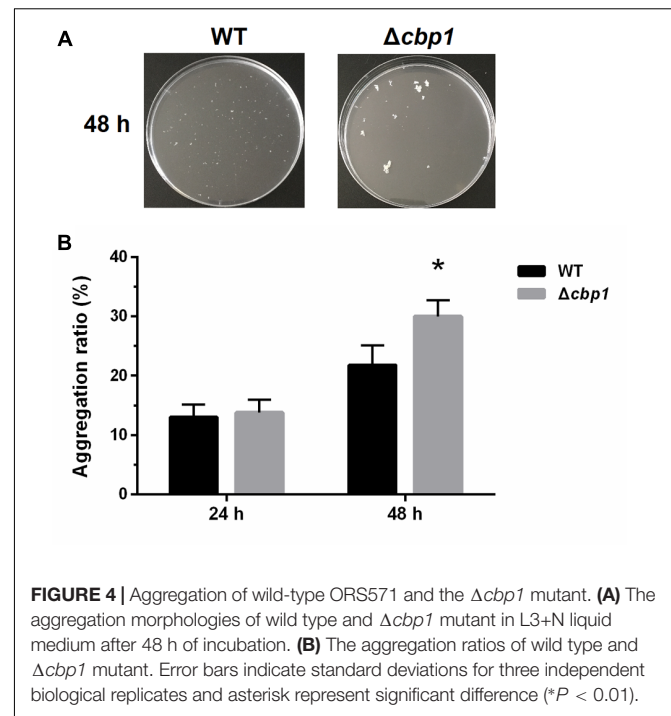 A
WT
Δcbp1
48 h
B
Aggregation ratio (%)
40
30
20
10
0
24 h
48 h
*
WT
Δcbp1
FIGURE 4 | Aggregation of wild-type ORS571 and the Δcbp1 mutant. (A) The
aggregation morphologies of wild type and Δcbp1 mutant in L3+N liquid
medium after 48 h of incubation. (B) The aggregation ratios of wild type and
Δcbp1 mutant. Error bars indicate standard deviations for three independent
biological replicates and asterisk represent significant difference (*P < 0.01).